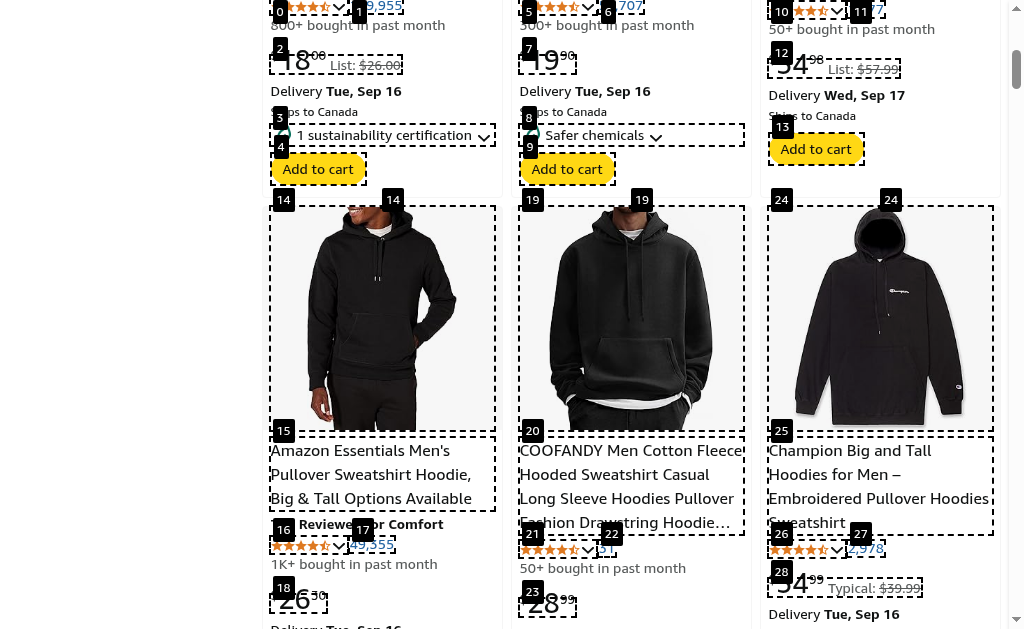 0
1
9,955
800+ bought in past month
2
18 00
List: $26.00
Delivery Tue, Sep 16
Ships to Canada
3
1 sustainability certification
4
Add to cart
5
6
,707
300+ bought in past month
7
19 90
Delivery Tue, Sep 16
Ships to Canada
8
Safer chemicals
9
Add to cart
10
11
50+ bought in past month
12
34 98
List: $57.99
Delivery Wed, Sep 17
Ships to Canada
13
Add to cart
14
14
15
Amazon Essentials Men's
Pullover Sweatshirt Hoodie,
Big & Tall Options Available
Reviewed for Comfort
16
17
49,555
1K+ bought in past month
18
26 30
Delivery Tue, Sep 16
19
19
20
COOFANDY Men Cotton Fleece
Hooded Sweatshirt Casual
Long Sleeve Hoodies Pullover
Fashion Drawstring Hoodie…
21
22
50+ bought in past month
23
28 99
24
24
Champion
25
Champion Big and Tall
Hoodies for Men –
Embroidered Pullover Hoodies
Sweatshirt
26
27
2,978
28
34 99
Typical: $39.99
Delivery Tue, Sep 16